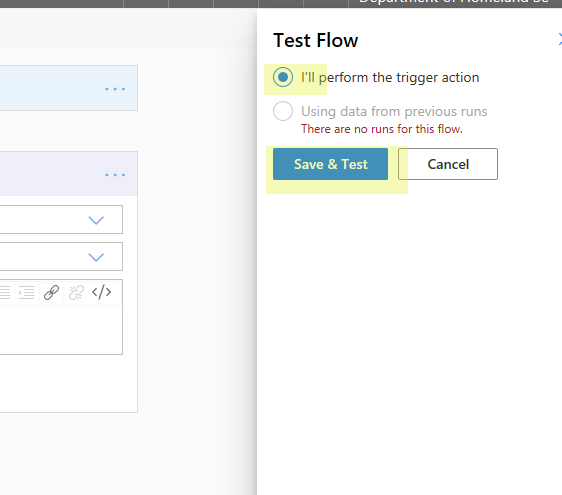 Department of Homeland Se
Test Flow
I'll perform the trigger action
Using data from previous runs
There are no runs for this flow.
Save & Test
Cancel